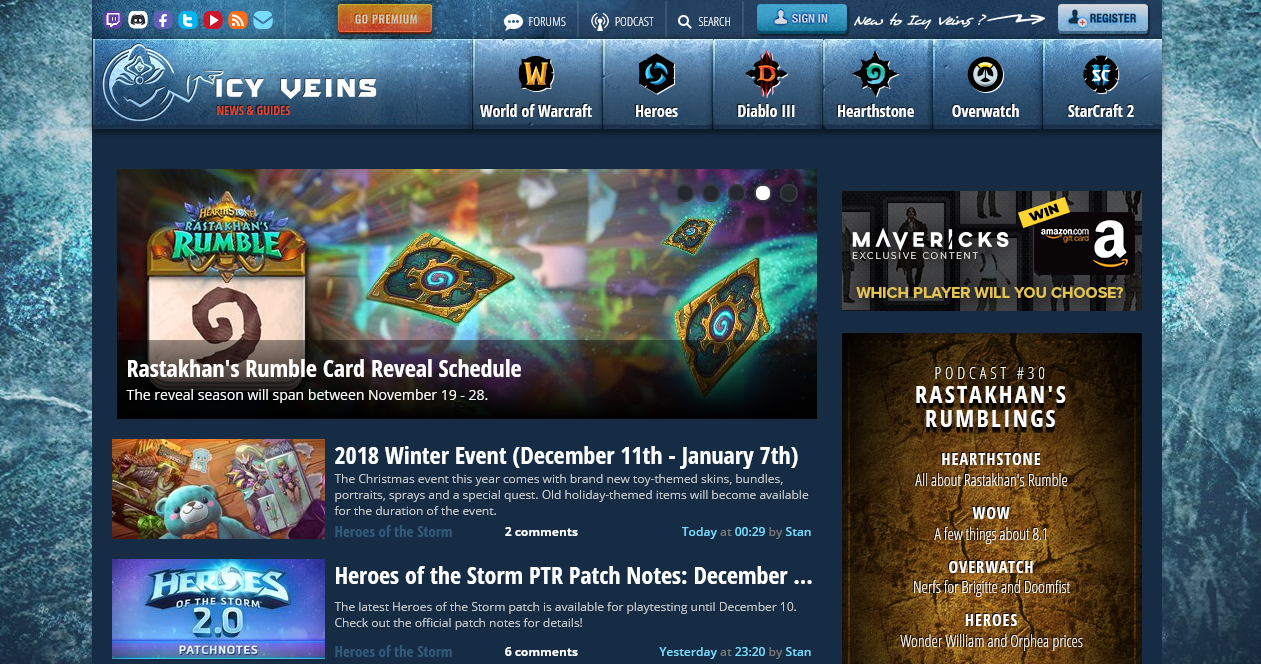 GO PREMIUM
FORUMS
PODCAST
SEARCH
SIGN IN
New to Icy Veins?
REGISTER
ICY VEINS
NEWS & GUIDES
W
World of Warcraft
Heroes
D
Diablo III
Hearthstone
Overwatch
SC
StarCraft 2
HEARTHSTONE
RASTAKHAN'S
RUMBLE
Rastakhan's Rumble Card Reveal Schedule
The reveal season will span between November 19 - 28.
MAVERICKS
EXCLUSIVE CONTENT
WIN
amazon.com
gift card
a
WHICH PLAYER WILL YOU CHOOSE?
2018 Winter Event (December 11th - January 7th)
The Christmas event this year comes with brand new toy-themed skins, bundles,
portraits, sprays and a special quest. Old holiday-themed items will become available
for the duration of the event.
Heroes of the Storm 2 comments Today at 00:29 by Stan
HEROES
OF THE STORM
2.0
PATCHNOTES
Heroes of the Storm PTR Patch Notes: December ...
The latest Heroes of the Storm patch is available for playtesting until December 10.
Check out the official patch notes for details!
Heroes of the Storm 6 comments Yesterday at 23:20 by Stan
PODCAST #30
RASTAKHAN'S
RUMBLINGS
HEARTHSTONE
All about Rastakhan's Rumble
WOW
A few things about 8.1
OVERWATCH
Nerfs for Brigitte and Doomfist
HEROES
Wonder William and Orphea prices